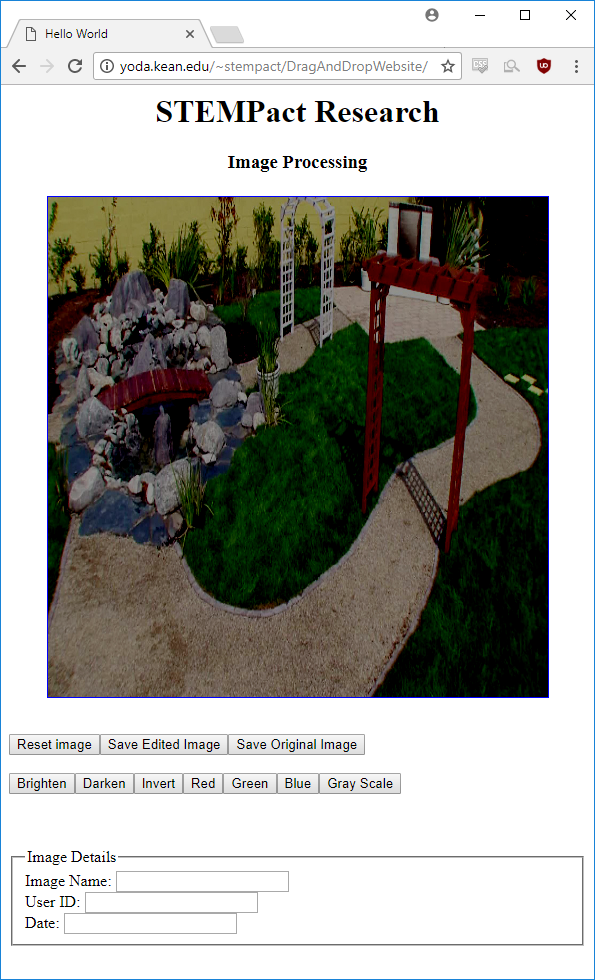 Hello World
yoda.kean.edu/~stempact/DragAndDropWebsite/
STEMPact Research
Image Processing
Reset image Save Edited Image Save Original Image
Brighten Darken Invert Red Green Blue Gray Scale
Image Details
Image Name:
User ID:
Date: